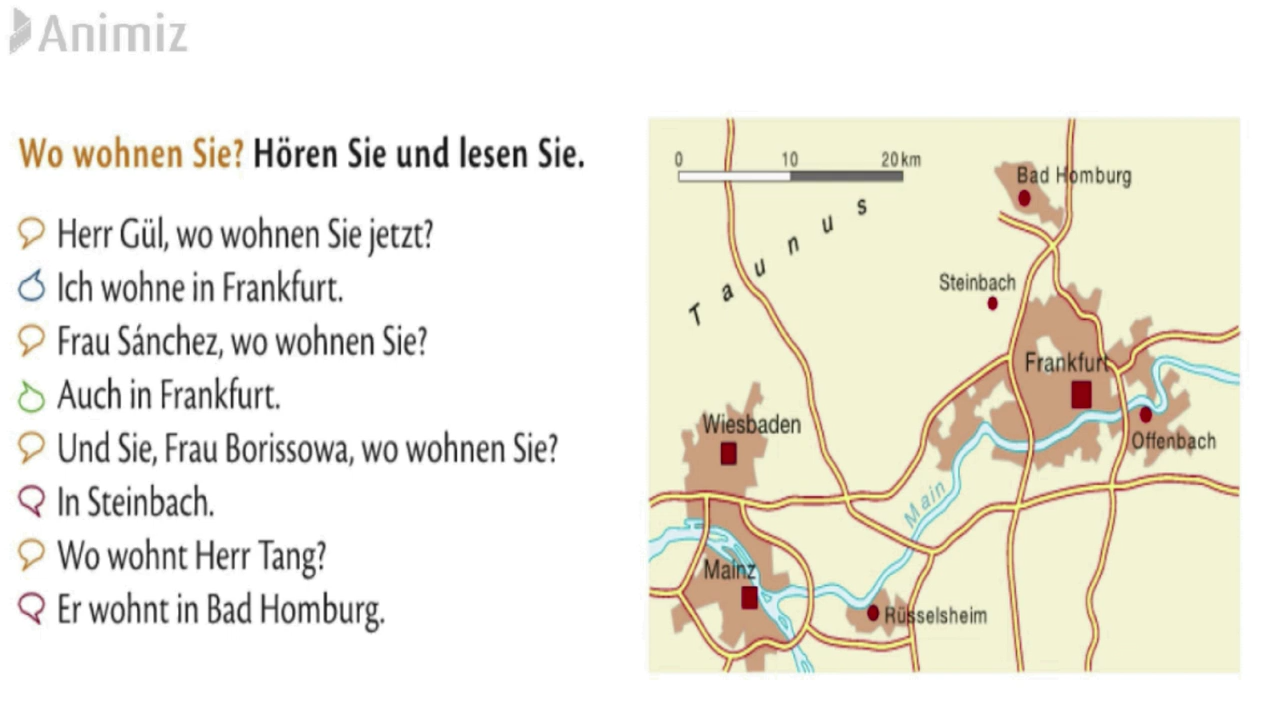 Animiz
Wo wohnen Sie? Hören Sie und lesen Sie.
Herr Gül, wo wohnen Sie jetzt?
Ich wohne in Frankfurt.
Frau Sánchez, wo wohnen Sie?
Auch in Frankfurt.
Und Sie, Frau Borissowa, wo wohnen Sie?
In Steinbach.
Wo wohnt Herr Tang?
Er wohnt in Bad Homburg.
0 10 20 km
Bad Homburg
Taunus
Steinbach
Frankfurt
Wiesbaden
Offenbach
Main
Mainz
Rüsselsheim